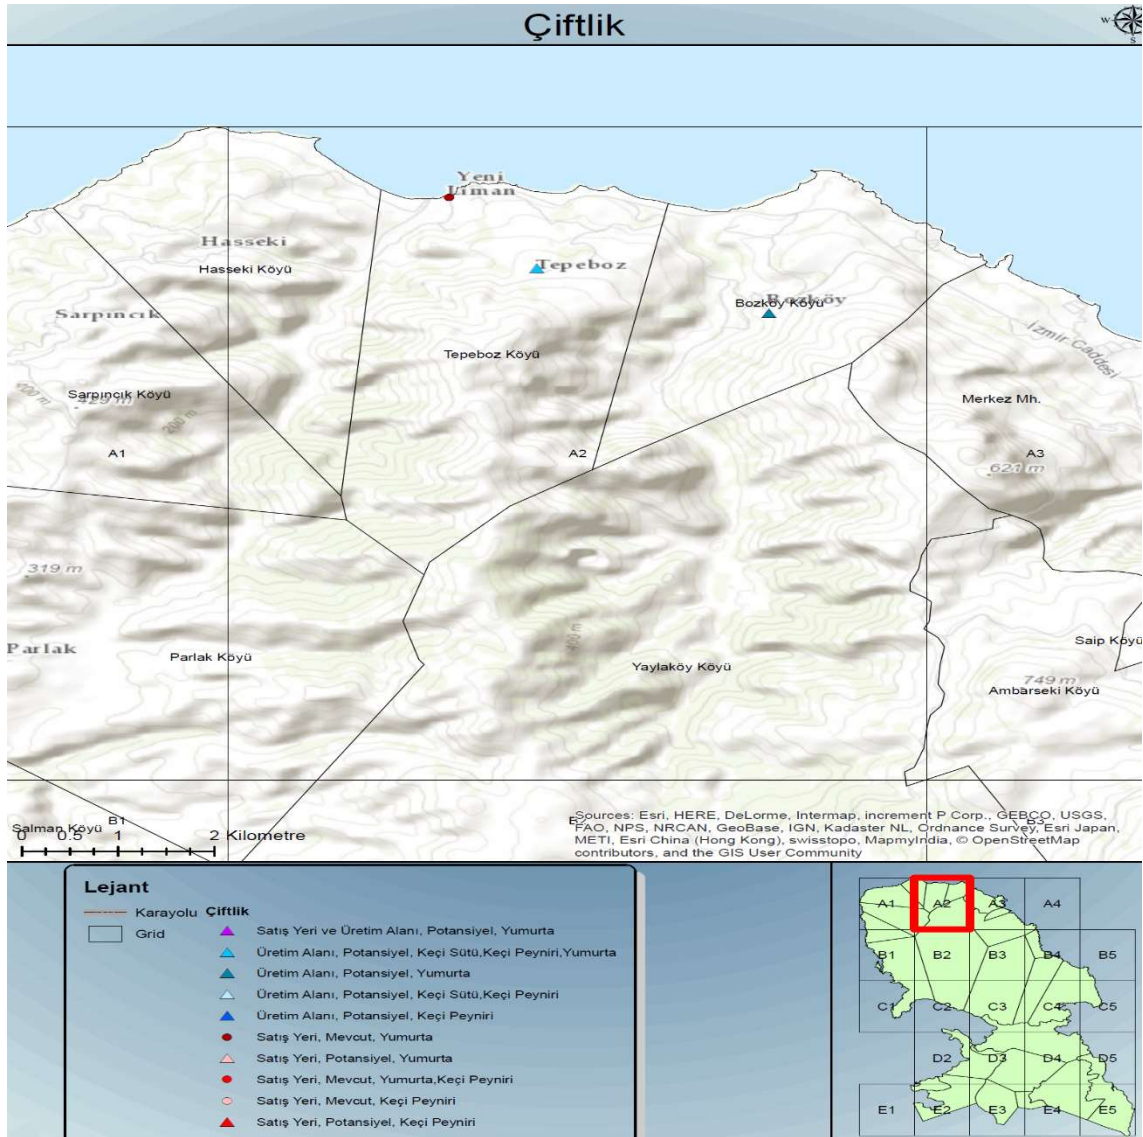 Çiftlik
W
S
Yeni
Liman
Hasseki
Hasseki Köyü
Tepeboz
Bozköy
Bozköy Köyü
Sarpıncık
İzmir Caddesi
Tepeboz Köyü
Sarpıncık Köyü
429 m
400 m
200 m
Merkez Mh.
A1
A2
A3
621 m
319 m
Parlak
Parlak Köyü
400 m
Yaylaköy Köyü
Saip Köyü
749 m
Ambarseki Köyü
B1
Salman Köyü
0 0.5 1 2 Kilometre
Sources: Esri, HERE, DeLorme, Intermap, increment P Corp., GEBCO, USGS,
FAO, NPS, NRCAN, GeoBase, IGN, Kadaster NL, Ordnance Survey, Esri Japan,
METI, Esri China (Hong Kong), swisstopo, MapmyIndia, © OpenStreetMap
contributors, and the GIS User Community
Lejant
Karayolu
Grid
Çiftlik
Satış Yeri ve Üretim Alanı, Potansiyel, Yumurta
Üretim Alanı, Potansiyel, Keçi Sütü,Keçi Peyniri,Yumurta
Üretim Alanı, Potansiyel, Yumurta
Üretim Alanı, Potansiyel, Keçi Sütü,Keçi Peyniri
Üretim Alanı, Potansiyel, Keçi Peyniri
Satış Yeri, Mevcut, Yumurta
Satış Yeri, Potansiyel, Yumurta
Satış Yeri, Mevcut, Yumurta,Keçi Peyniri
Satış Yeri, Mevcut, Keçi Peyniri
Satış Yeri, Potansiyel, Keçi Peyniri
A1 A2 A3 A4
B1 B2 B3 B4 B5
C1 C2 C3 C4 C5
D2 D3 D4 D5
E1 E2 E3 E4 E5